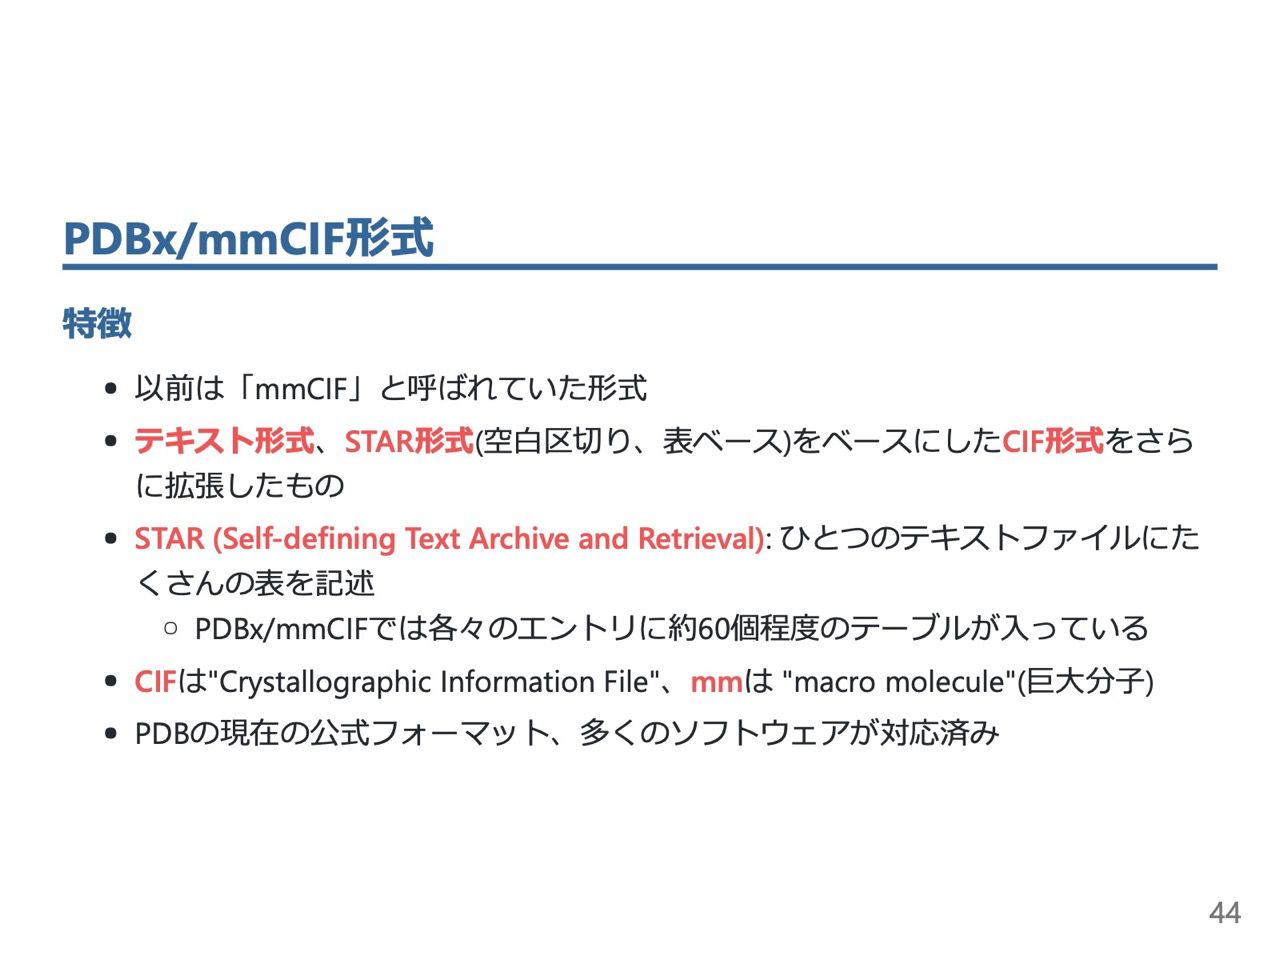 PDBx/mmCIF形式
特徴
以前は「mmCIF」と呼ばれていた形式
テキスト形式、STAR形式(空白区切り、表ベース)をベースにしたCIF形式をさら
に拡張したもの
STAR (Self-defining Text Archive and Retrieval): ひとつのテキストファイルにた
くさんの表を記述
PDBx/mmCIFでは各々のエントリに約60個程度のテーブルが入っている
CIFは"Crystallographic Information File"、mmは "macro molecule"(巨大分子)
PDBの現在の公式フォーマット、多くのソフトウェアが対応済み
44